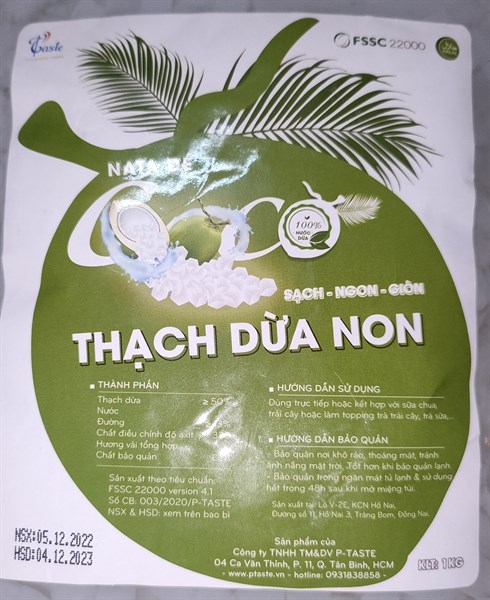 Ptaste
FSSC 22000
NATA DE
Coco
100%
NƯỚC
DỪA
SẠCH - NGON - GIÒN
THẠCH DỪA NON
THÀNH PHẦN
Thạch dừa ≥ 50%
Nước
Đường
Chất điều chỉnh độ axit
Hương vải tổng hợp
Chất bảo quản
Sản xuất theo tiêu chuẩn:
FSSC 22000 version 4.1
Số CB: 003/2020/P-TASTE
NSX & HSD: xem trên bao bì
HƯỚNG DẪN SỬ DỤNG
Dùng trực tiếp hoặc kết hợp với sữa chua,
trái cây hoặc làm topping trà trái cây, trà sữa,...
HƯỚNG DẪN BẢO QUẢN
- Bảo quản nơi khô ráo, thoáng mát, tránh
ánh nắng mặt trời. Tốt hơn khi bảo quản lạnh.
- Bảo quản trong ngăn mát tủ lạnh & sử dụng
hết trong 48h sau khi mở miệng túi.
Sản xuất tại: Lô V-2E, KCN Hố Nai,
Đường số 11, Hố Nai 3, Trảng Bom, Đồng Nai.
NSX:05.12.2022
HSD:04.12.2023
Sản phẩm của
Công ty TNHH TM&DV P-TASTE
04 Ca Văn Thỉnh, P. 11, Q. Tân Bình, HCM
- www.ptaste.vn - hotline: 0931838858 -
KLT: 1KG